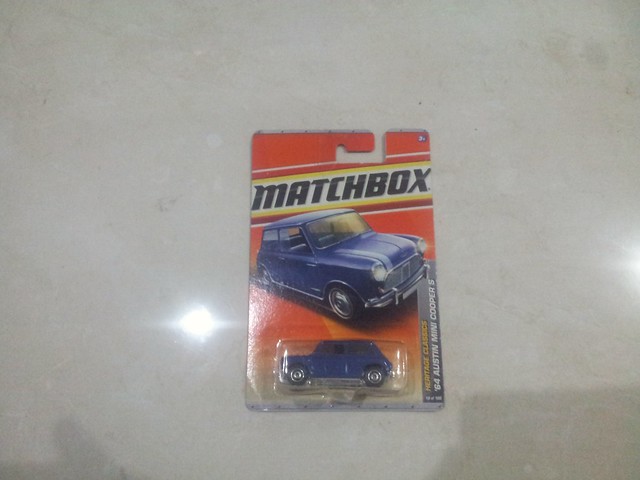 MATCHBOX
HERITAGE CLASSICS
'64 AUSTIN MINI COOPER S